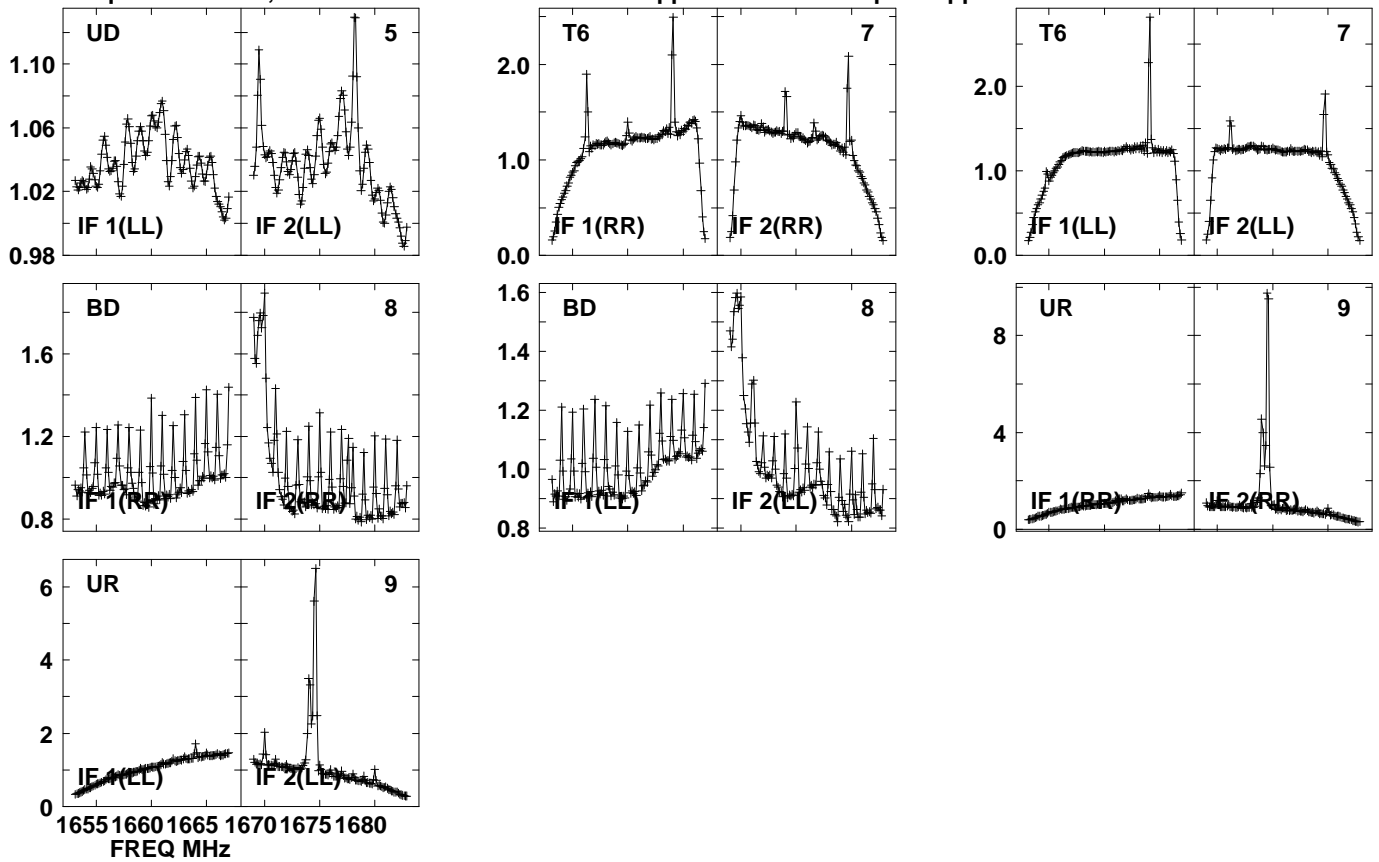 UD 5 T6 7 T6 7
1.10 2.0 2.0
1.06
1.0 1.0
1.02
IF 1(LL) IF 2(LL) IF 1(RR) IF 2(RR) IF 1(LL) IF 2(LL)
0.98 0.0 0.0
BD 8 BD 8 UR 9
1.6 8
1.6 1.4
1.2 1.2 4
1.0
IF 1(RR) IF 2(RR) IF 1(LL) IF 2(LL) IF 1(RR) IF 2(RR)
0.8 0.8 0
UR 9
6
4
2
IF 1(LL) IF 2(LL)
0
1655 1660 1665 1670 1675 1680
FREQ MHz